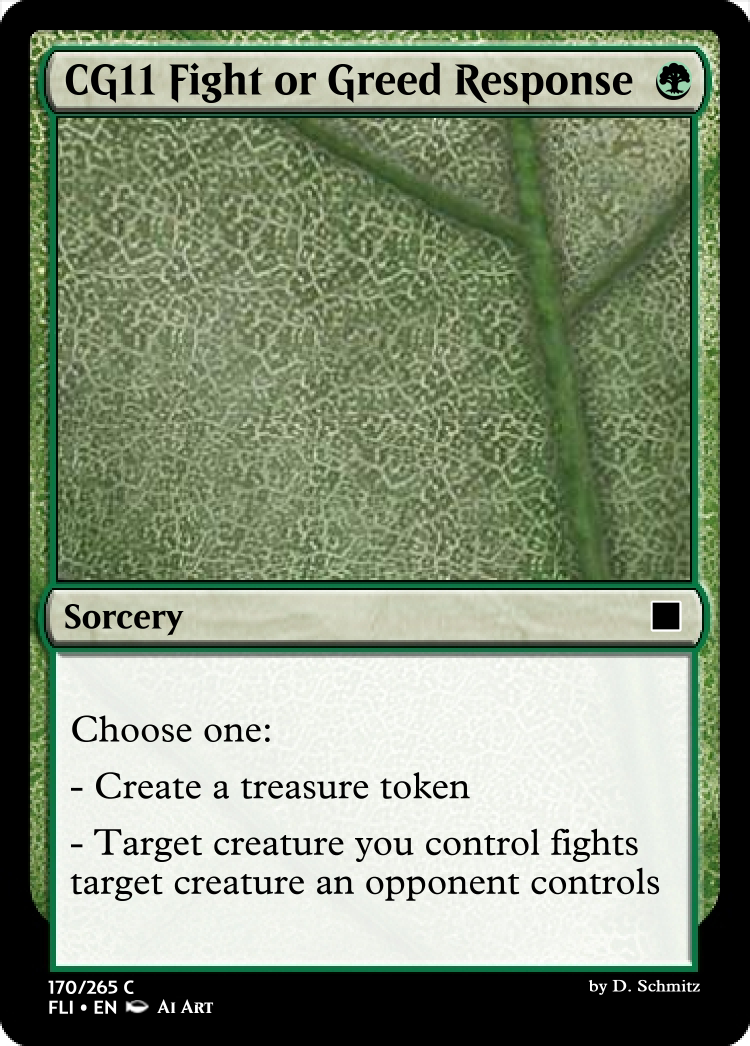 CG11 Fight or Greed Response
Sorcery
Choose one:
- Create a treasure token
- Target creature you control fights
target creature an opponent controls
170/265 C
by D. Schmitz
FLI • EN AI ART